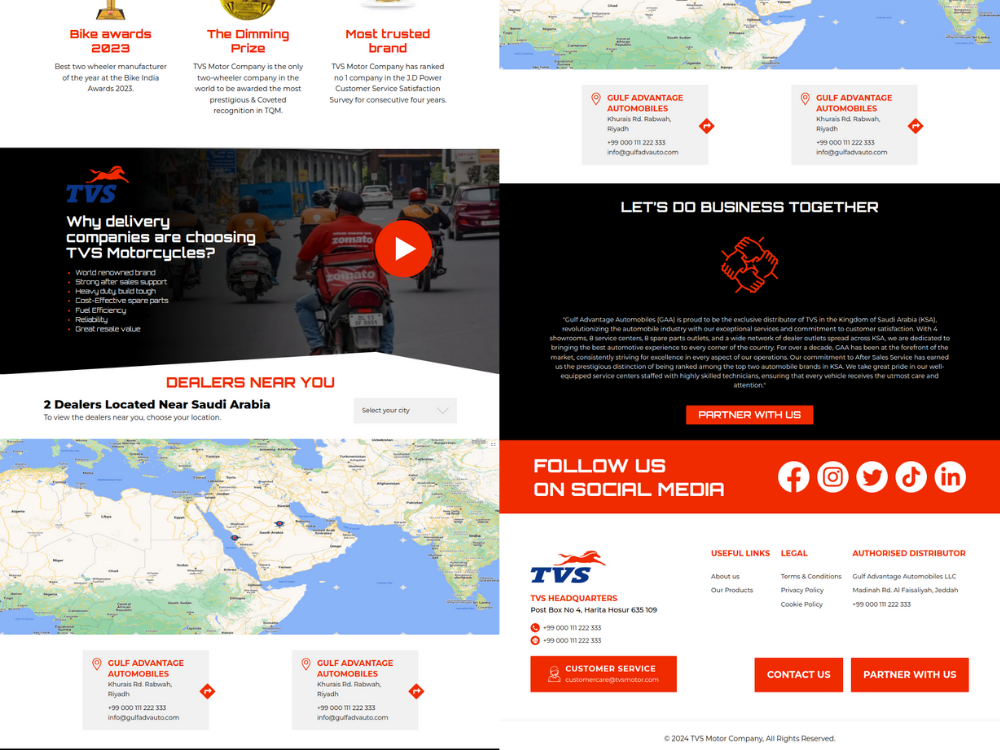 Bike awards
2023
Best two wheeler manufacturer
of the year at the Bike India
Awards 2023.
The Dimming
Prize
TVS Motor Company is the only
two-wheeler company in the
world to be awarded the most
prestigious & Coveted
recognition in TQM.
Most trusted
brand
TVS Motor Company has ranked
no 1 company in the J.D Power
Customer Service Satisfaction
Survey for consecutive four years.
TVS
Why delivery
companies are choosing
TVS Motorcycles?
World renowned brand
Strong after sales support
Heavy duty, build tough
Cost-Effective spare parts
Fuel Efficiency
Reliability
Great resale value
zomato
zomato
DEALERS NEAR YOU
2 Dealers Located Near Saudi Arabia
To view the dealers near you, choose your location.
Select your city
GULF ADVANTAGE
AUTOMOBILES
Khurais Rd. Rabwah,
Riyadh
+99 000 111 222 333
info@gulfadvauto.com
GULF ADVANTAGE
AUTOMOBILES
Khurais Rd. Rabwah,
Riyadh
+99 000 111 222 333
info@gulfadvauto.com
GULF ADVANTAGE
AUTOMOBILES
Khurais Rd. Rabwah,
Riyadh
+99 000 111 222 333
info@gulfadvauto.com
GULF ADVANTAGE
AUTOMOBILES
Khurais Rd. Rabwah,
Riyadh
+99 000 111 222 333
info@gulfadvauto.com
LET'S DO BUSINESS TOGETHER
"Gulf Advantage Automobiles (GAA) is proud to be the exclusive distributor of TVS in the Kingdom of Saudi Arabia (KSA),
revolutionizing the automobile industry with our exceptional services and commitment to customer satisfaction. With 4
showrooms, 8 service centers, 8 spare parts outlets, and a wide network of dealer outlets spread across KSA, we are dedicated to
bringing the best automotive experience to every corner of the country. For over a decade, GAA has been at the forefront of the
market, consistently striving for excellence in every aspect of our operations. Our commitment to After Sales Service has earned
us the prestigious distinction of being ranked among the top two automobile brands in KSA. We take great pride in our well-
equipped service centers staffed with highly skilled technicians, ensuring that every vehicle receives the utmost care and
attention."
PARTNER WITH US
FOLLOW US
ON SOCIAL MEDIA
TVS
TVS HEADQUARTERS
Post Box No 4, Harita Hosur 635 109
+99 000 111 222 333
+99 000 111 222 333
CUSTOMER SERVICE
customercare@tvsmotor.com
USEFUL LINKS
About us
Our Products
LEGAL
Terms & Conditions
Privacy Policy
Cookie Policy
AUTHORISED DISTRIBUTOR
Gulf Advantage Automobiles LLC
Madinah Rd. Al Faisaliyah, Jeddah
+99 000 111 222 333
CONTACT US
PARTNER WITH US
© 2024 TVS Motor Company, All Rights Reserved.